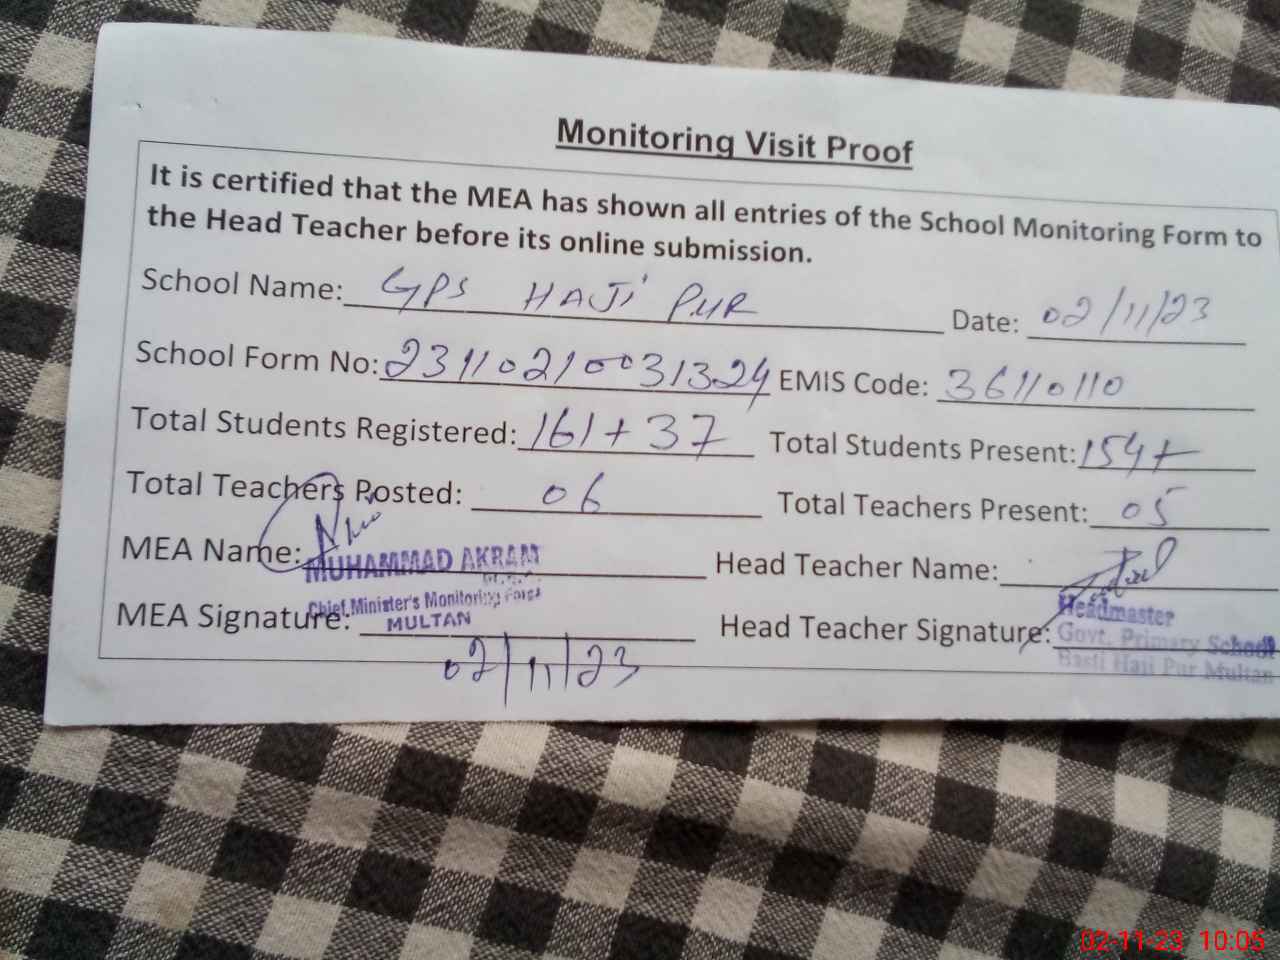 Monitoring Visit Proof
It is certified that the MEA has shown all entries of the School Monitoring Form to
the Head Teacher before its online submission.
School Name: GPS HAJI PUR Date: 02/11/23
School Form No: 23110210031324 EMIS Code: 36110110
Total Students Registered: 161+37 Total Students Present: 154+
Total Teachers Posted: 06 Total Teachers Present: 05
MEA Name: MUHAMMAD AKRAM Head Teacher Name:
Chief Minister's Monitoring Force
MULTAN
MEA Signature: Head Teacher Signature:
Headmaster
Govt. Primary School
Basti Haji Pur Multan
02/11/23
02-11-23 10:05